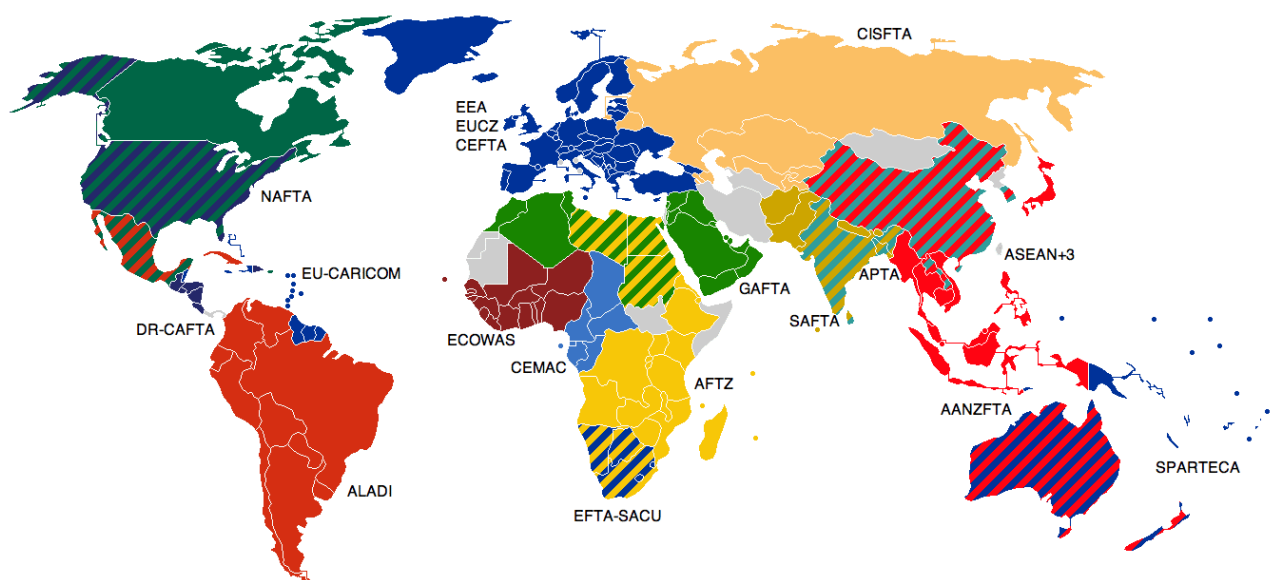 CISFTA
EEA
EUCZ
CEFTA
NAFTA
ASEAN+3
EU-CARICOM
APTA
GAFTA
SAFTA
DR-CAFTA
ECOWAS
CEMAC
AFTZ
AANZFTA
SPARTECA
ALADI
EFTA-SACU